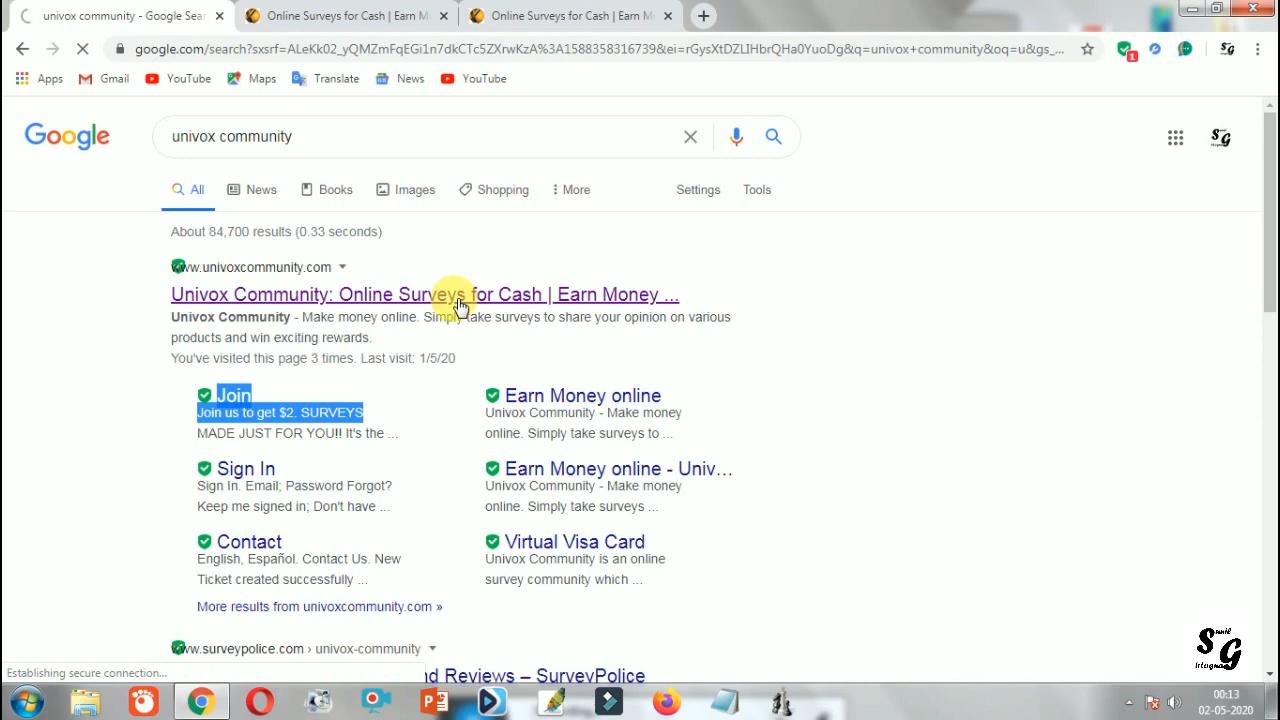 univox community - Google Sear
Online Surveys for Cash | Earn M
Online Surveys for Cash | Earn M
google.com/search?sxsrf=ALeKk02_yQMZmFqEGi1n7dkCTc5ZXrwKzA%3A1588358316739&ei=rGysXtDZLIHbrQHa0YuoDg&q=univox+community&oq=u&gs_...
1
SG
Apps
Gmail
YouTube
Maps
Translate
News
YouTube
Google
univox community
SG
All
News
Books
Images
Shopping
More
Settings
Tools
About 84,700 results (0.33 seconds)
www.univoxcommunity.com
Univox Community: Online Surveys for Cash | Earn Money ...
Univox Community - Make money online. Simply take surveys to share your opinion on various
products and win exciting rewards.
You've visited this page 3 times. Last visit: 1/5/20
Join
Join us to get $2. SURVEYS
MADE JUST FOR YOU!! It's the ...
Earn Money online
Univox Community - Make money
online. Simply take surveys to ...
Sign In
Sign In. Email; Password Forgot?
Keep me signed in; Don't have ...
Earn Money online - Univ...
Univox Community - Make money
online. Simply take surveys ...
Contact
English, Español. Contact Us. New
Ticket created successfully ...
Virtual Visa Card
Univox Community is an online
survey community which ...
More results from univoxcommunity.com »
www.surveypolice.com › univox-community
d Reviews – SurveyPolice
Establishing secure connection...
SG
00:13
02-05-2020